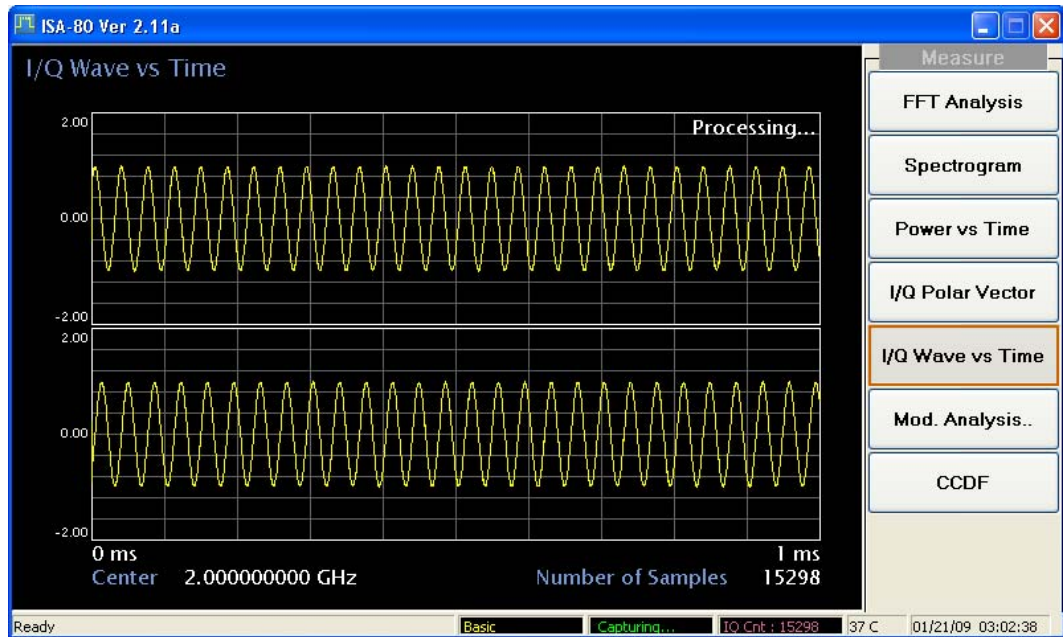 ISA-80 Ver 2.11a
I/Q Wave vs Time
2.00
Processing...
0.00
-2.00
2.00
0.00
-2.00
0 ms
1 ms
Center 2.000000000 GHz
Number of Samples 15298
Measure
FFT Analysis
Spectrogram
Power vs Time
I/Q Polar Vector
I/Q Wave vs Time
Mod. Analysis..
CCDF
Ready
Basic
Capturing...
IQ Cnt : 15298
37 C
01/21/09 03:02:38